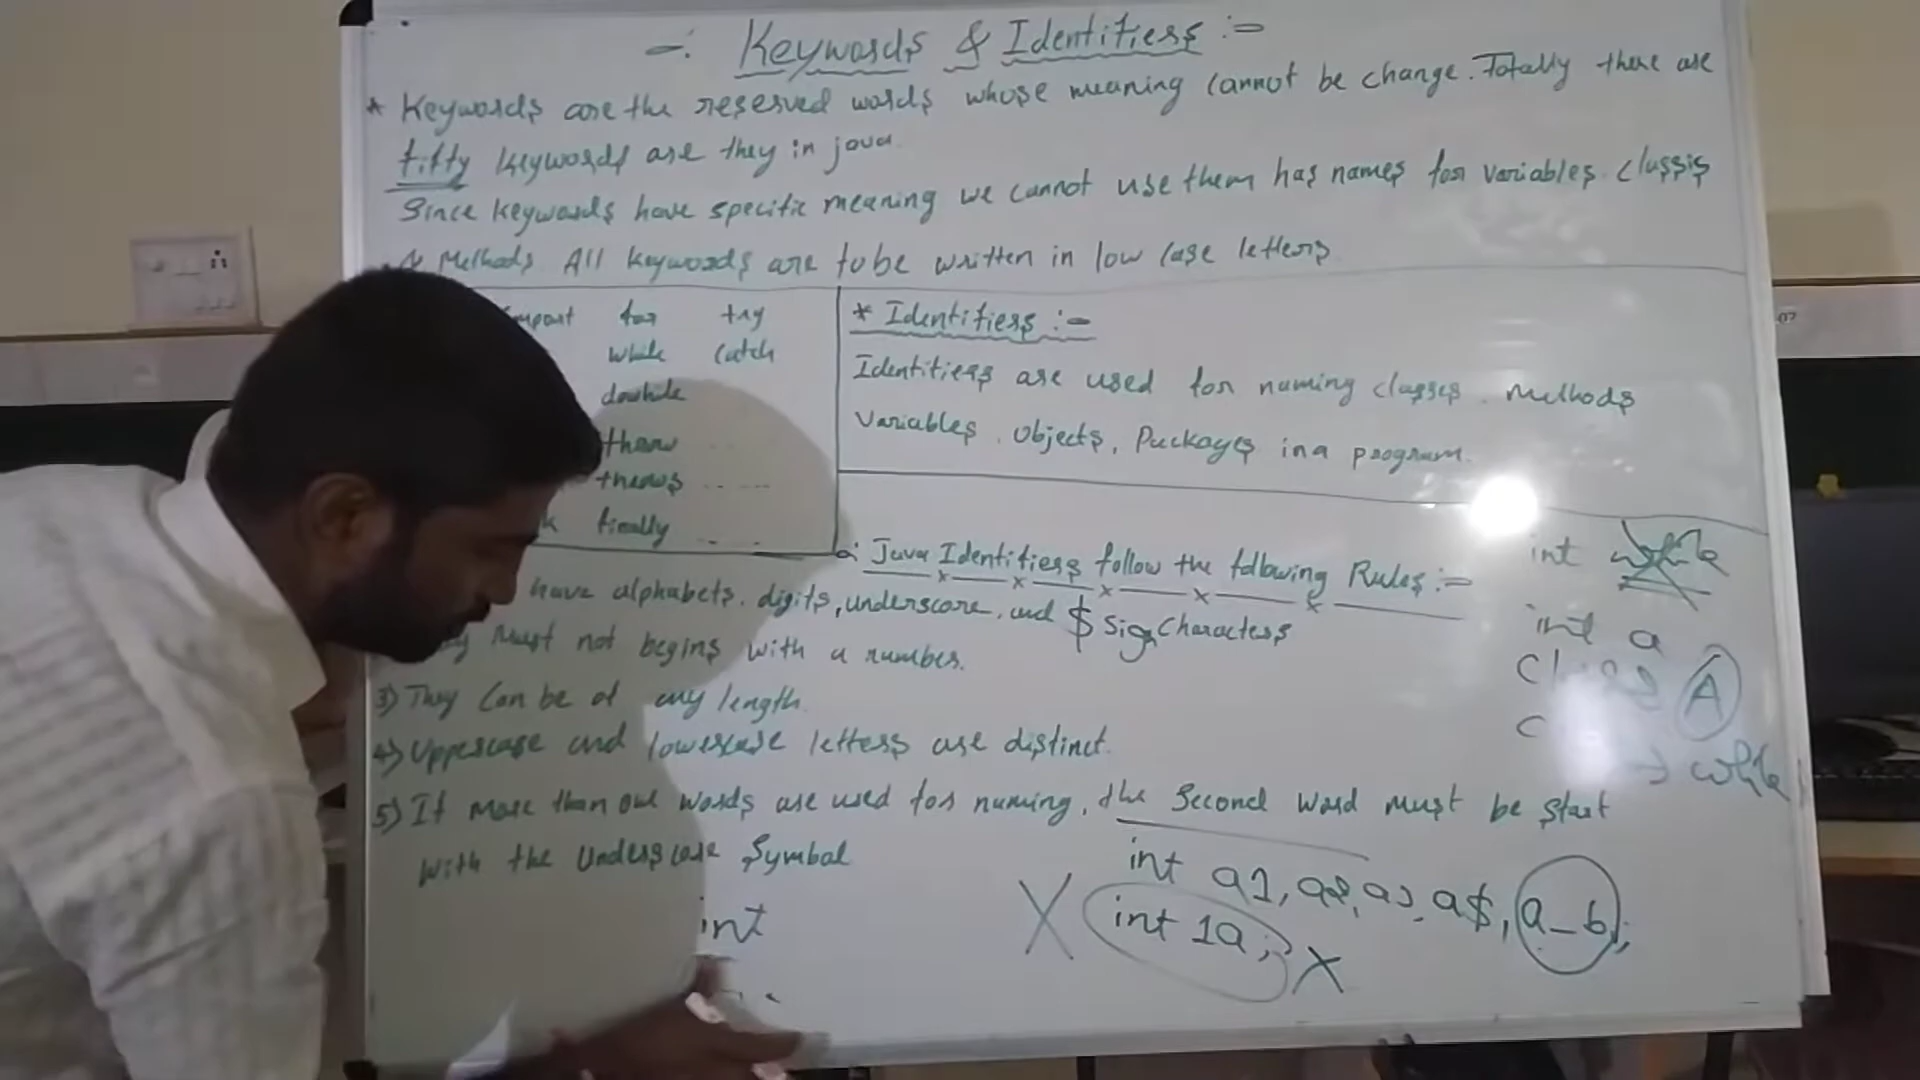 -: Keywords & Identifiers :-
* Keywords are the reserved words whose meaning cannot be change. Totally there are
fifty keywords are they in java.
Since keywords have specific meaning we cannot use them has names for variables. classis
& Methods. All keywords are to be written in low case letters
for try
while catch
dowhile
throw
throws .. ...
finally .. ...
* Identifiers :-
Identifiers are used for naming classes. Methods
Variables, Objects, Packages in a program.
Java Identifiers follow the following Rules :-
have alphabets, digits, underscore, and $ Sign Characters
Must not begins with a number.
3) They can be of any length.
4) Uppercase and lowercase letters are distinct.
5) If more than one words are used for naming, the Second word must be start
with the Underscore Symbol
int while
int a
Class A
C
→ while
int a1, a2, a3, a$, a_b;
X int 1a; X
int